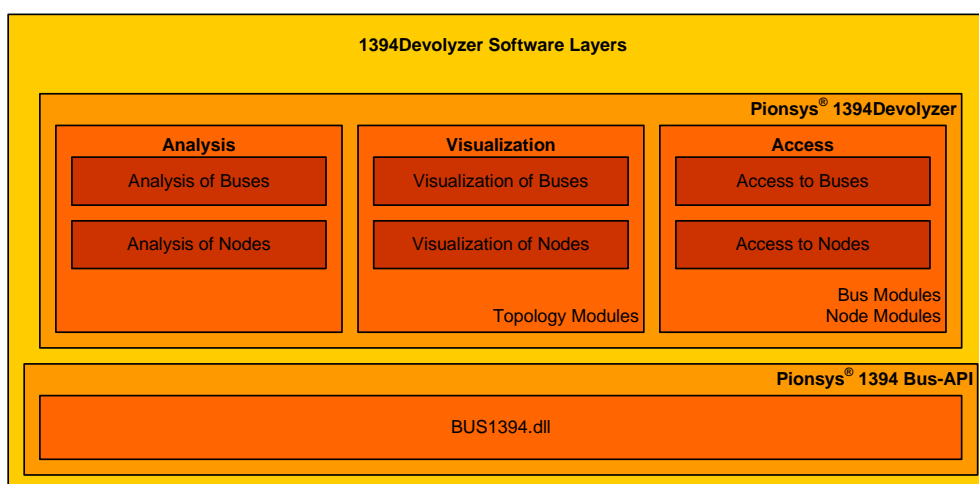 1394Devolyzer Software Layers
Pionsys® 1394Devolyzer
Analysis
Analysis of Buses
Analysis of Nodes
Visualization
Visualization of Buses
Visualization of Nodes
Topology Modules
Access
Access to Buses
Access to Nodes
Bus Modules
Node Modules
Pionsys® 1394 Bus-API
BUS1394.dll